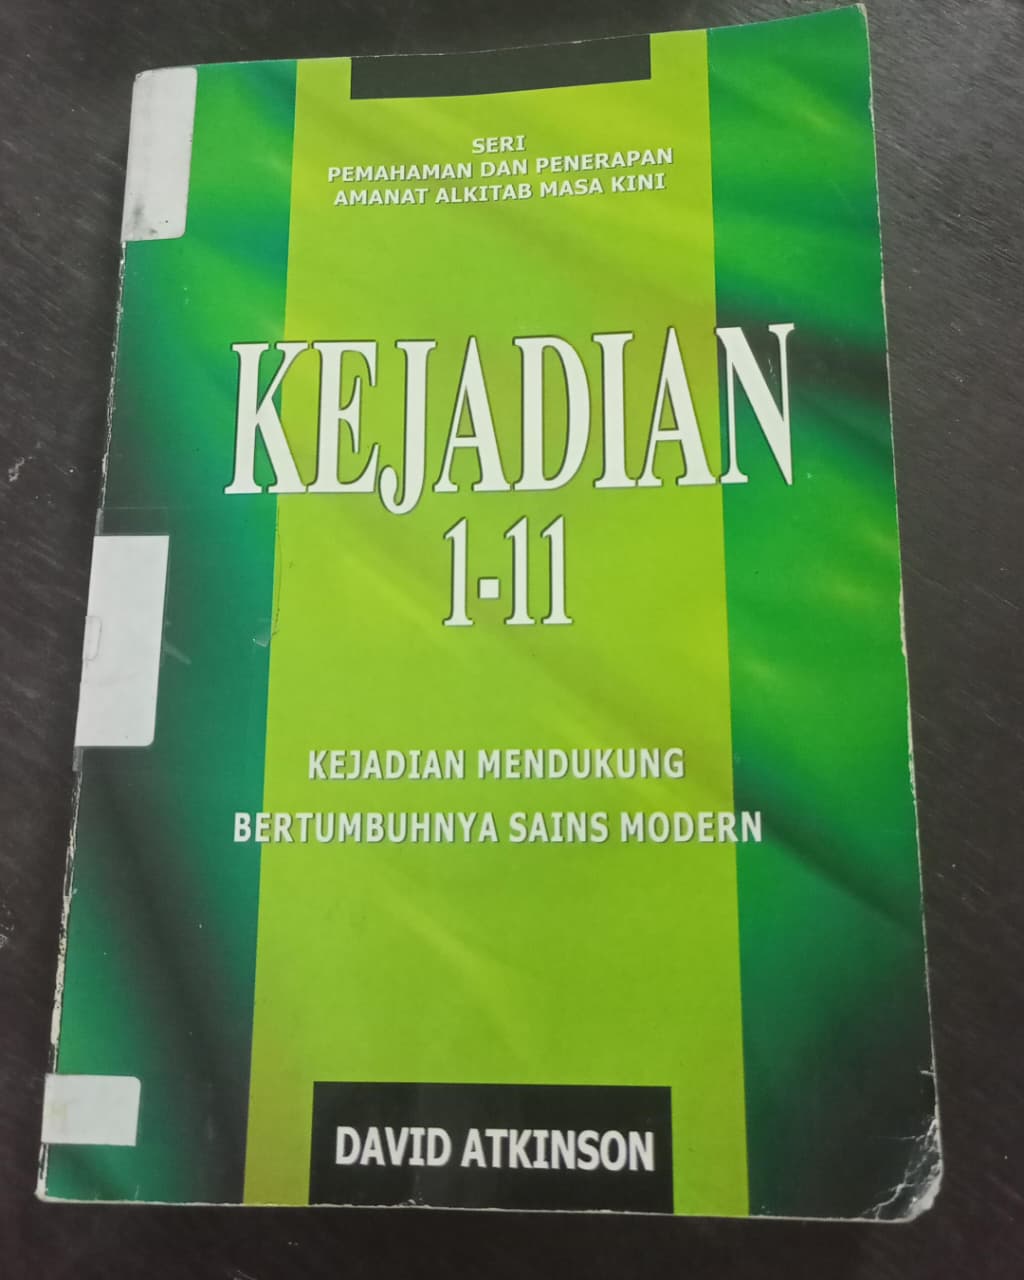 SERI
PEMAHAMAN DAN PENERAPAN
AMANAT ALKITAB MASA KINI
KEJADIAN
1-11
KEJADIAN MENDUKUNG
BERTUMBUHNYA SAINS MODERN
DAVID ATKINSON